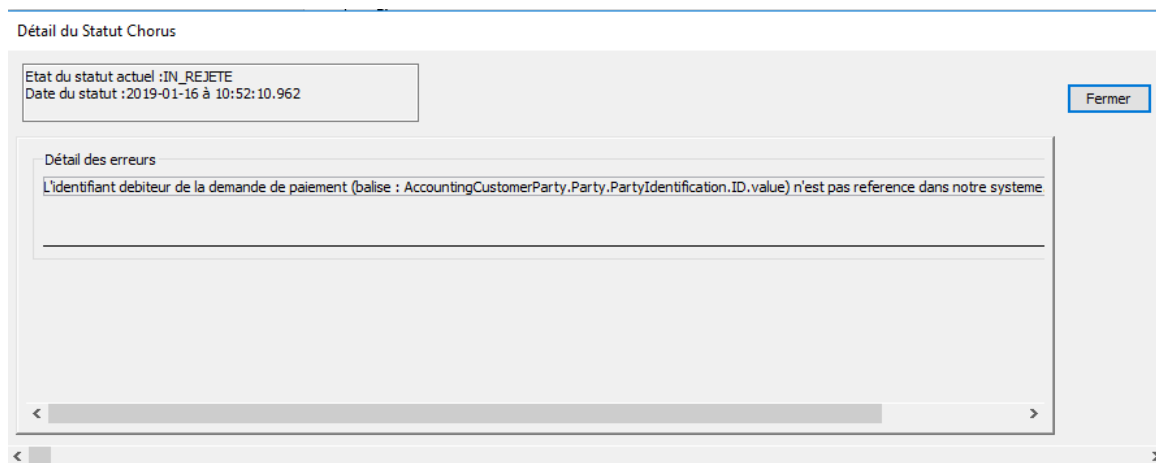 Détail du Statut Chorus
Etat du statut actuel :IN_REJETE
Date du statut :2019-01-16 à 10:52:10.962
Fermer
Détail des erreurs
L'identifiant debiteur de la demande de paiement (balise : AccountingCustomerParty.Party.PartyIdentification.ID.value) n'est pas reference dans notre systeme